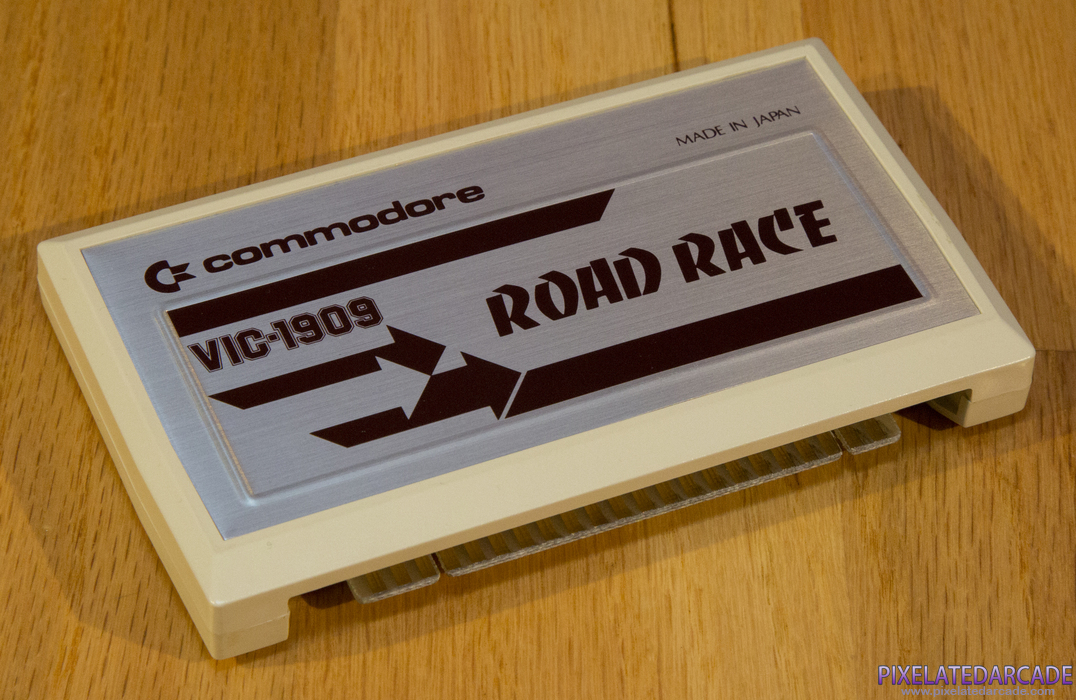 MADE IN JAPAN
commodore
VIC-1909
ROAD RACE
PIXELATEDARCADE
www.pixelatedarcade.com